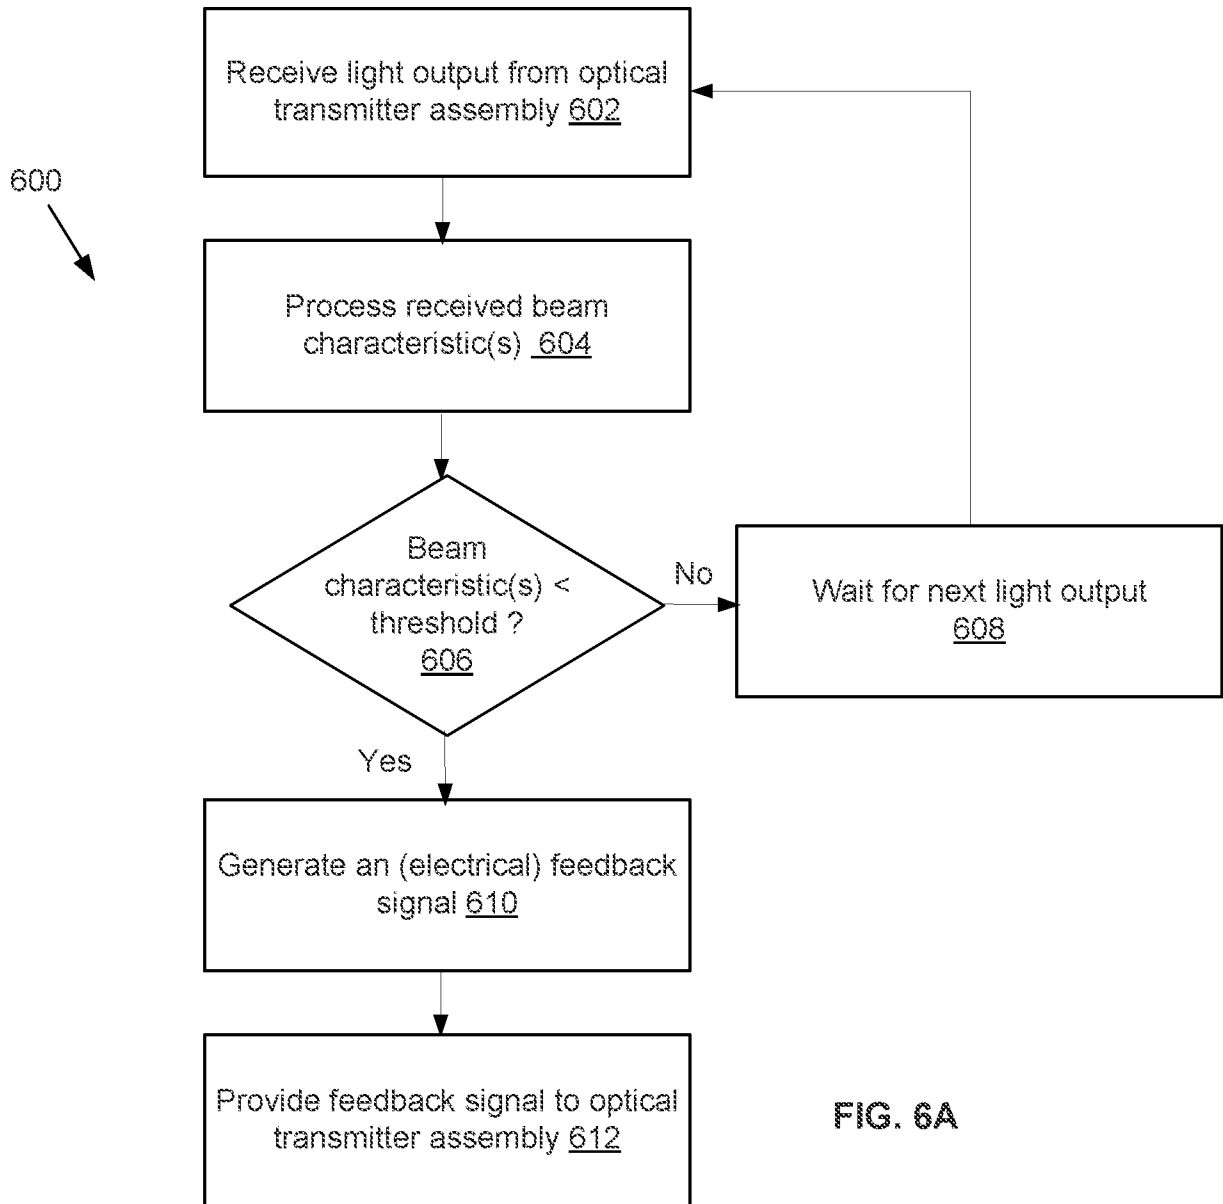 Receive light output from optical
transmitter assembly 602
600
Process received beam
characteristic(s) 604
Beam
characteristic(s) <
threshold ?
606
No
Wait for next light output
608
Yes
Generate an (electrical) feedback
signal 610
Provide feedback signal to optical
transmitter assembly 612
FIG. 6A